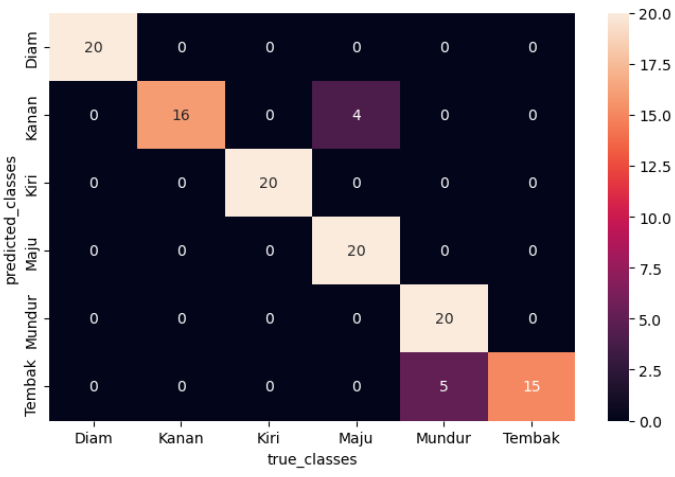 predicted_classes
Diam 20 0 0 0 0 0
Kanan 0 16 0 4 0 0
Kiri 0 0 20 0 0 0
Maju 0 0 0 20 0 0
Mundur 0 0 0 0 20 0
Tembak 0 0 0 0 5 15
Diam Kanan Kiri Maju Mundur Tembak
true_classes
20.0
17.5
15.0
12.5
10.0
7.5
5.0
2.5
0.0